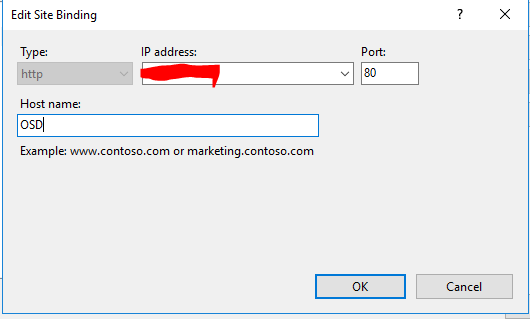 Edit Site Binding
? ×
Type: IP address: Port:
http 80
Host name:
OSD
Example: www.contoso.com or marketing.contoso.com
OK Cancel